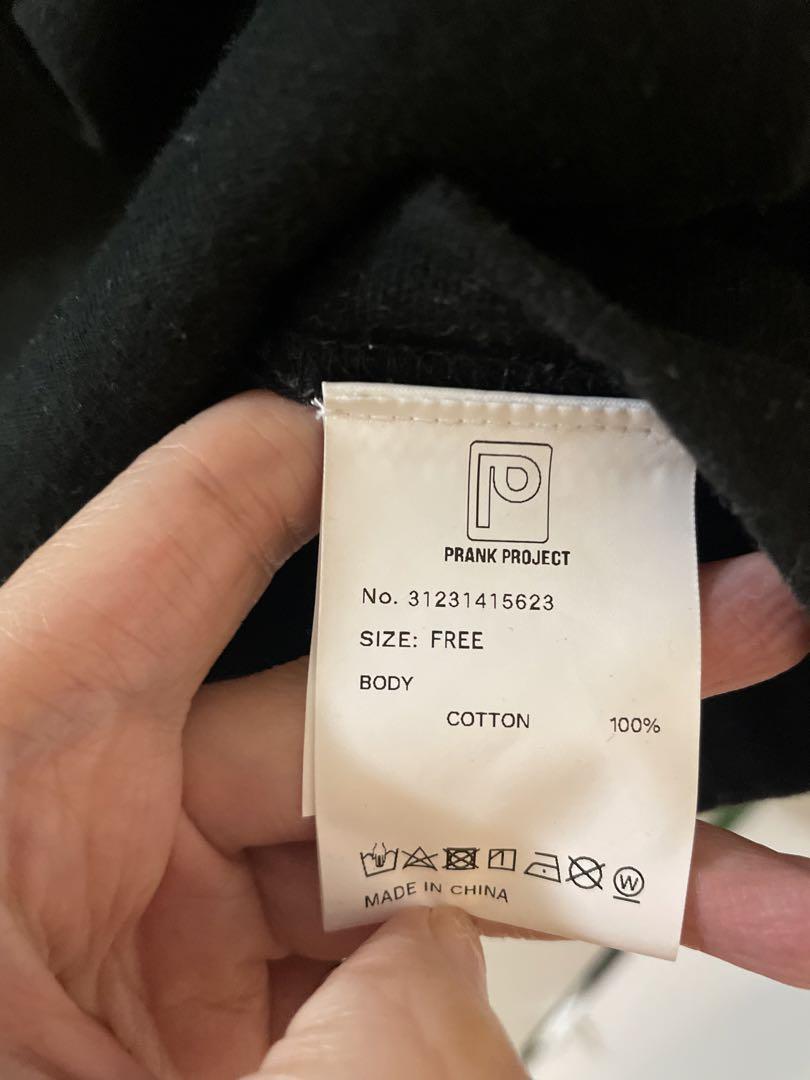 P
PRANK PROJECT
No. 31231415623
SIZE: FREE
BODY
COTTON 100%
W
MADE IN CHINA